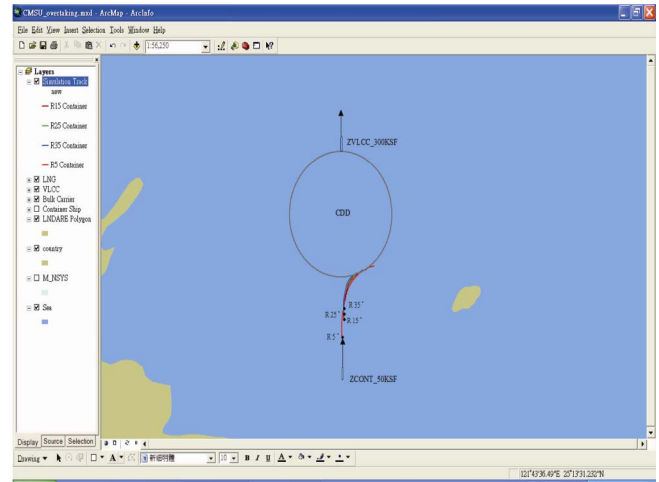 CMSU_overtaking.mxd - ArcMap - ArcInfo
File Edit View Insert Selection Tools Window Help
1:56,250
Layers
Simulation Track
new
R15 Container
R25 Container
R35 Container
R5 Container
LNG
VLCC
Bulk Carrier
Container Ship
LNDARE Polygon
country
M_NSYS
Sea
ZVLCC_300KSF
CDD
R 35°
R 25°
R 15°
R 5°
ZCONT_50KSF
Display Source Selection
Drawing 新細明體 10 B I U A
121°43'36.49"E 25°13'31.232"N